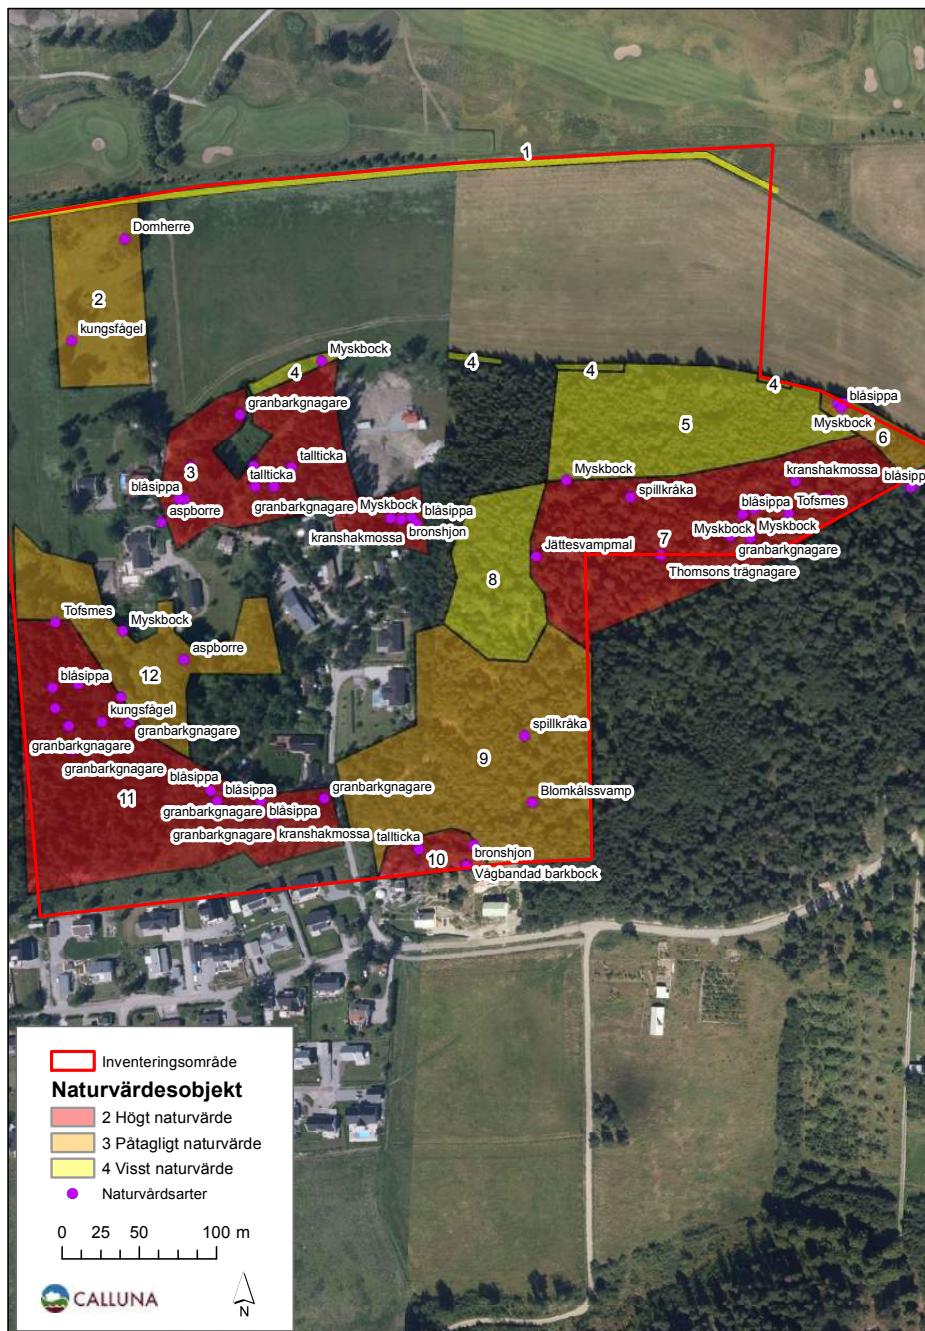 1
Domherre
2
kungsfågel
Myskbock
4
4
4
4
granbarkgnagare
blåsippa
Myskbock
5
6
3
tallticka
tallticka
Myskbock
kranshakmossa
blåsippa
blåsippa
spillkråka
blåsippa
Tofsmes
granbarkgnagare
Myskbock
blåsippa
aspborre
kranshakmossa
bronshjon
Myskbock
Myskbock
7
granbarkgnagare
Jättesvampmal
Thomsons trägnagare
8
Tofsmes
Myskbock
aspborre
blåsippa
12
kungsfågel
granbarkgnagare
granbarkgnagare
granbarkgnagare
spillkråka
9
blåsippa
11
blåsippa
granbarkgnagare
granbarkgnagare
blåsippa
Blomkålssvamp
granbarkgnagare
kranshakmossa
tallticka
10
bronshjon
Vågbandad barkbock
Inventeringsområde
Naturvärdesobjekt
2 Högt naturvärde
3 Påtagligt naturvärde
4 Visst naturvärde
Naturvårdsarter
0 25 50 100 m
CALLUNA
N